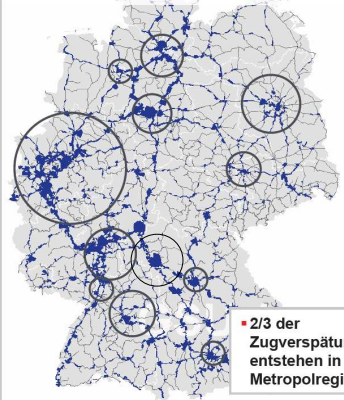 2/3 der
Zugverspätu
entstehen in
Metropolregi